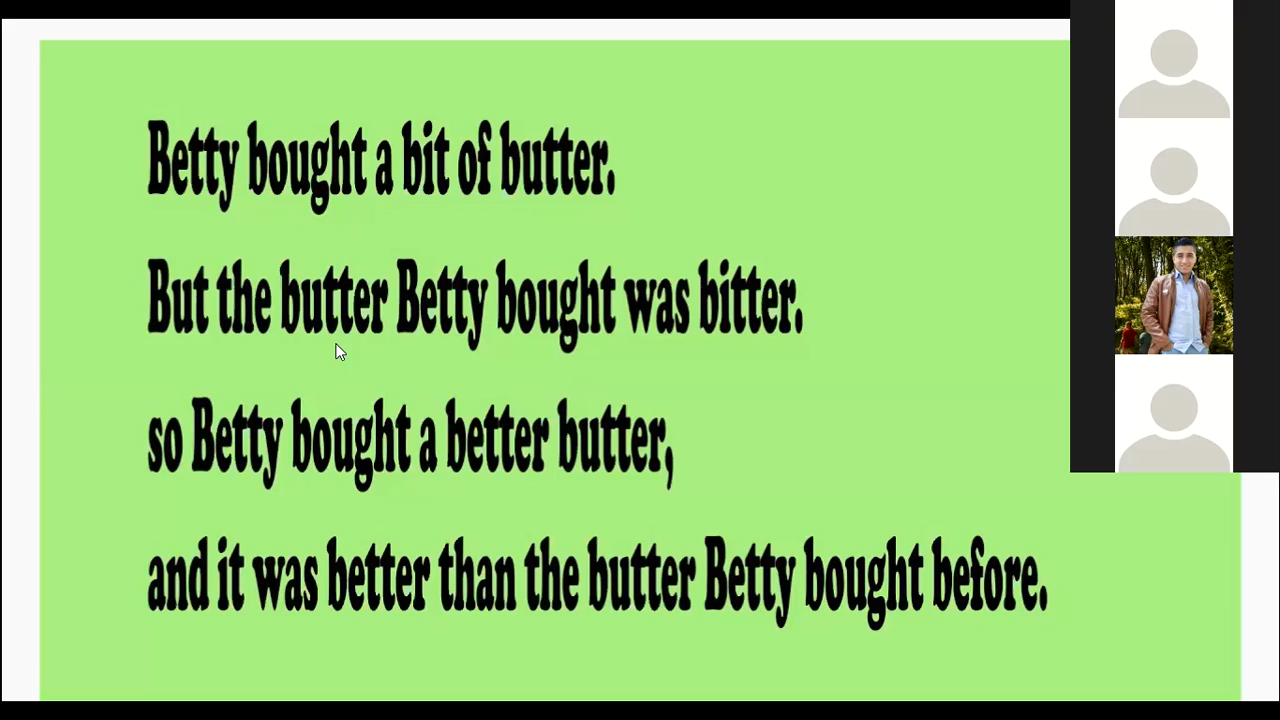 Betty bought a bit of butter.
But the butter Betty bought was bitter.
so Betty bought a better butter,
and it was better than the butter Betty bought before.